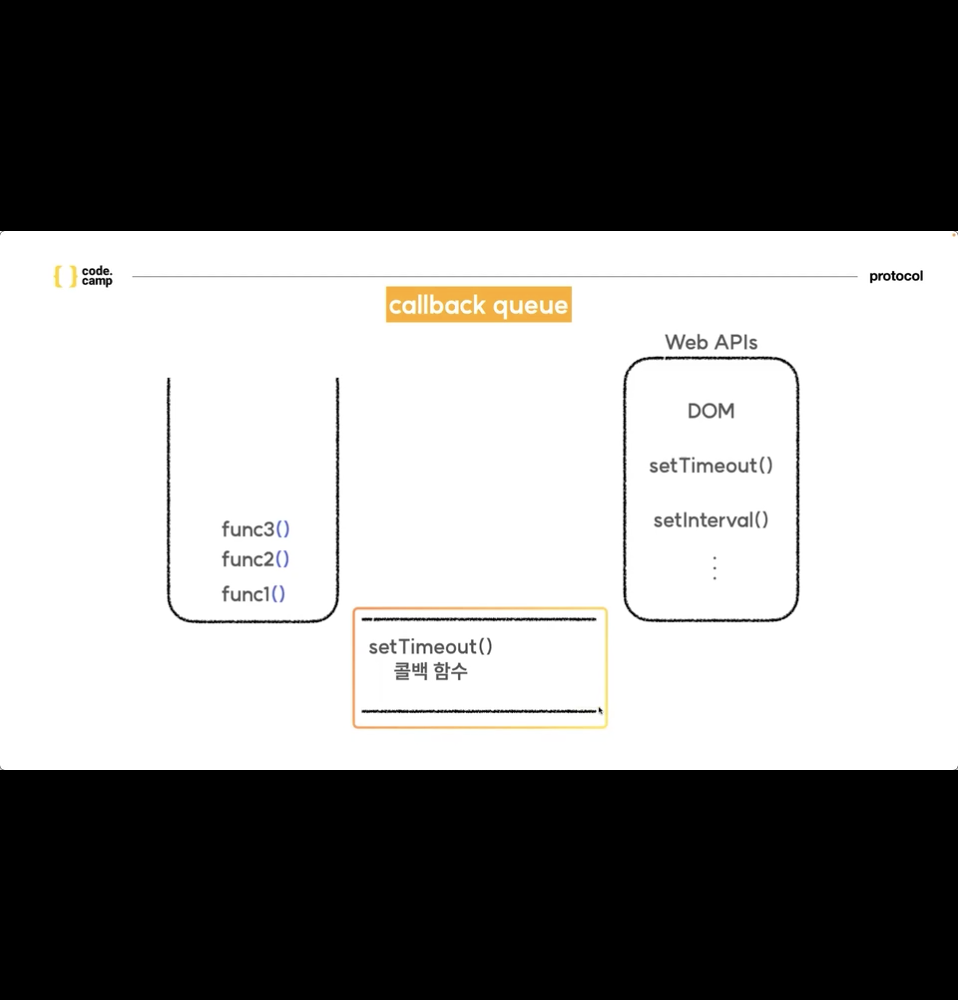 code.
camp
protocol
callback queue
Web APIs
DOM
setTimeout()
setInterval()
func3()
func2()
func1()
setTimeout()
콜백 함수